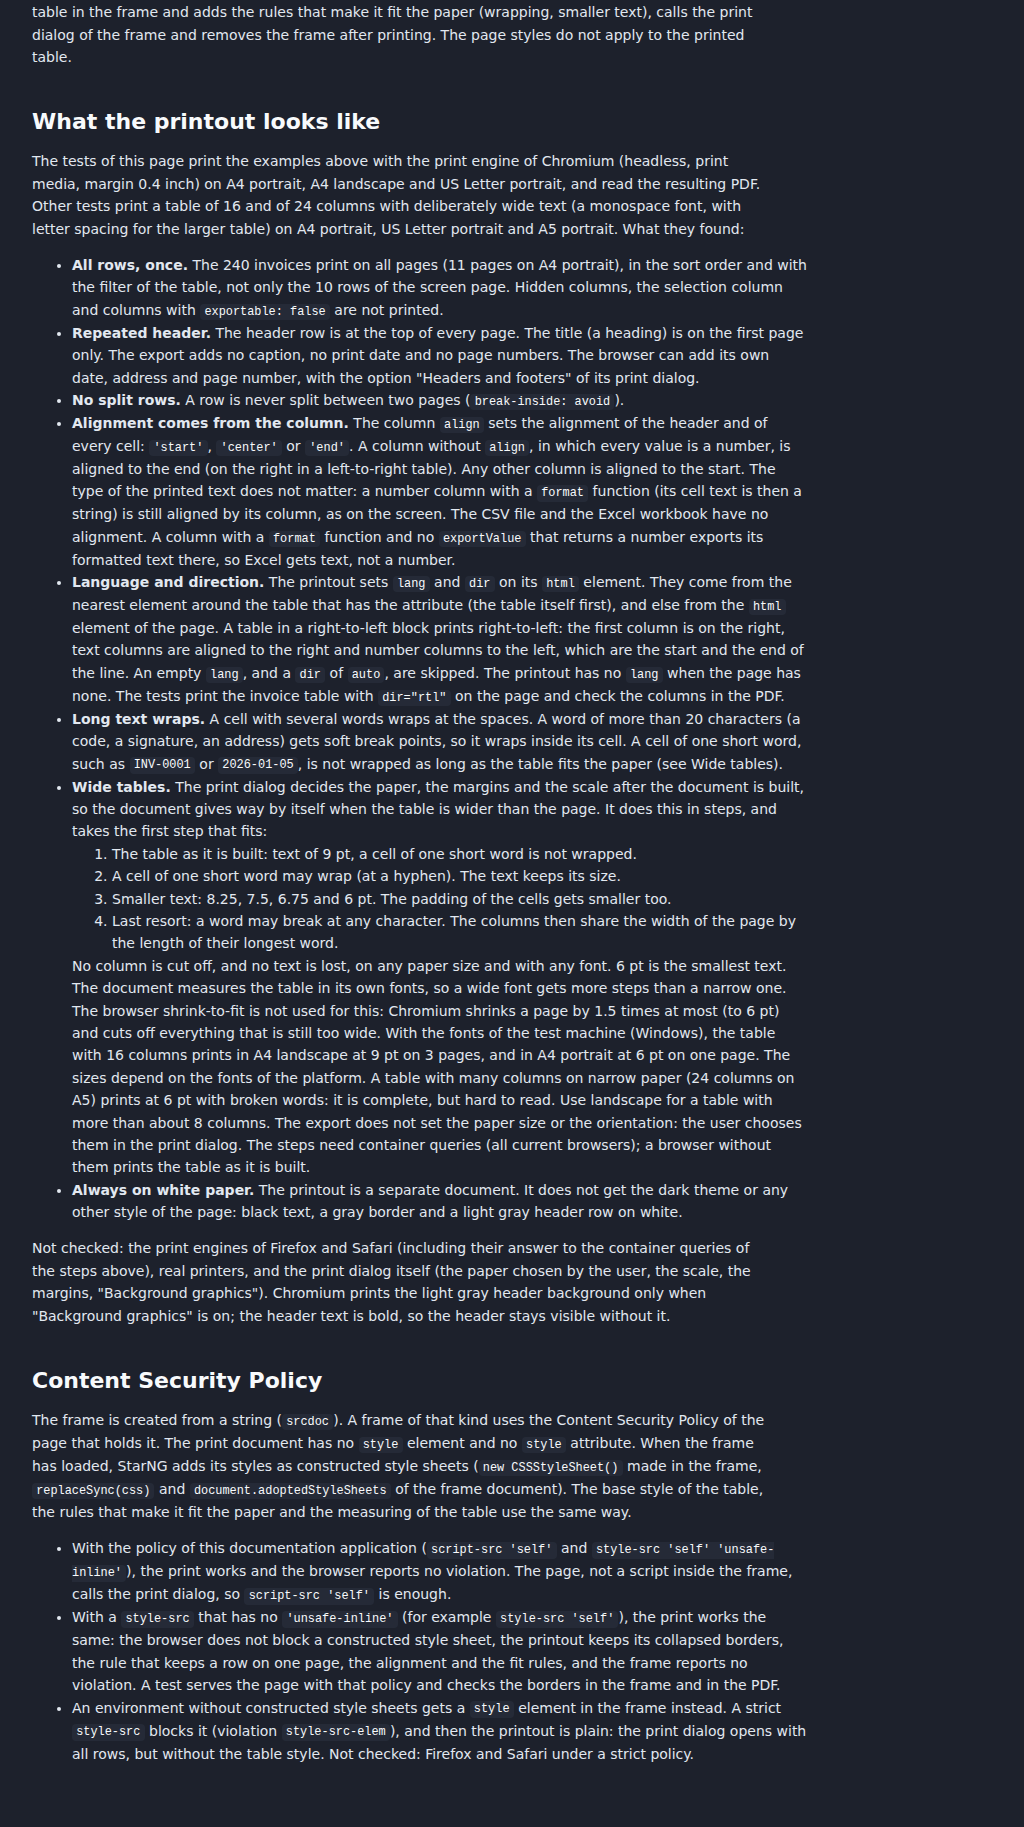 table in the frame and adds the rules that make it fit the paper (wrapping, smaller text), calls the print
dialog of the frame and removes the frame after printing. The page styles do not apply to the printed
table.
What the printout looks like
The tests of this page print the examples above with the print engine of Chromium (headless, print
media, margin 0.4 inch) on A4 portrait, A4 landscape and US Letter portrait, and read the resulting PDF.
Other tests print a table of 16 and of 24 columns with deliberately wide text (a monospace font, with
letter spacing for the larger table) on A4 portrait, US Letter portrait and A5 portrait. What they found:
• All rows, once. The 240 invoices print on all pages (11 pages on A4 portrait), in the sort order and with
the filter of the table, not only the 10 rows of the screen page. Hidden columns, the selection column
and columns with exportable: false are not printed.
• Repeated header. The header row is at the top of every page. The title (a heading) is on the first page
only. The export adds no caption, no print date and no page numbers. The browser can add its own
date, address and page number, with the option "Headers and footers" of its print dialog.
• No split rows. A row is never split between two pages (break-inside: avoid).
• Alignment comes from the column. The column align sets the alignment of the header and of
every cell: 'start', 'center' or 'end'. A column without align, in which every value is a number, is
aligned to the end (on the right in a left-to-right table). Any other column is aligned to the start. The
type of the printed text does not matter: a number column with a format function (its cell text is then a
string) is still aligned by its column, as on the screen. The CSV file and the Excel workbook have no
alignment. A column with a format function and no exportValue that returns a number exports its
formatted text there, so Excel gets text, not a number.
• Language and direction. The printout sets lang and dir on its html element. They come from the
nearest element around the table that has the attribute (the table itself first), and else from the html
element of the page. A table in a right-to-left block prints right-to-left: the first column is on the right,
text columns are aligned to the right and number columns to the left, which are the start and the end of
the line. An empty lang, and a dir of auto, are skipped. The printout has no lang when the page has
none. The tests print the invoice table with dir="rtl" on the page and check the columns in the PDF.
• Long text wraps. A cell with several words wraps at the spaces. A word of more than 20 characters (a
code, a signature, an address) gets soft break points, so it wraps inside its cell. A cell of one short word,
such as INV-0001 or 2026-01-05, is not wrapped as long as the table fits the paper (see Wide tables).
• Wide tables. The print dialog decides the paper, the margins and the scale after the document is built,
so the document gives way by itself when the table is wider than the page. It does this in steps, and
takes the first step that fits:
1. The table as it is built: text of 9 pt, a cell of one short word is not wrapped.
2. A cell of one short word may wrap (at a hyphen). The text keeps its size.
3. Smaller text: 8.25, 7.5, 6.75 and 6 pt. The padding of the cells gets smaller too.
4. Last resort: a word may break at any character. The columns then share the width of the page by
the length of their longest word.
No column is cut off, and no text is lost, on any paper size and with any font. 6 pt is the smallest text.
The document measures the table in its own fonts, so a wide font gets more steps than a narrow one.
The browser shrink-to-fit is not used for this: Chromium shrinks a page by 1.5 times at most (to 6 pt)
and cuts off everything that is still too wide. With the fonts of the test machine (Windows), the table
with 16 columns prints in A4 landscape at 9 pt on 3 pages, and in A4 portrait at 6 pt on one page. The
sizes depend on the fonts of the platform. A table with many columns on narrow paper (24 columns on
A5) prints at 6 pt with broken words: it is complete, but hard to read. Use landscape for a table with
more than about 8 columns. The export does not set the paper size or the orientation: the user chooses
them in the print dialog. The steps need container queries (all current browsers); a browser without
them prints the table as it is built.
• Always on white paper. The printout is a separate document. It does not get the dark theme or any
other style of the page: black text, a gray border and a light gray header row on white.
Not checked: the print engines of Firefox and Safari (including their answer to the container queries of
the steps above), real printers, and the print dialog itself (the paper chosen by the user, the scale, the
margins, "Background graphics"). Chromium prints the light gray header background only when
"Background graphics" is on; the header text is bold, so the header stays visible without it.
Content Security Policy
The frame is created from a string (srcdoc). A frame of that kind uses the Content Security Policy of the
page that holds it. The print document has no style element and no style attribute. When the frame
has loaded, StarNG adds its styles as constructed style sheets (new CSSStyleSheet() made in the frame,
replaceSync(css) and document.adoptedStyleSheets of the frame document). The base style of the table,
the rules that make it fit the paper and the measuring of the table use the same way.
• With the policy of this documentation application (script-src 'self' and style-src 'self' 'unsafe-
inline'), the print works and the browser reports no violation. The page, not a script inside the frame,
calls the print dialog, so script-src 'self' is enough.
• With a style-src that has no 'unsafe-inline' (for example style-src 'self'), the print works the
same: the browser does not block a constructed style sheet, the printout keeps its collapsed borders,
the rule that keeps a row on one page, the alignment and the fit rules, and the frame reports no
violation. A test serves the page with that policy and checks the borders in the frame and in the PDF.
• An environment without constructed style sheets gets a style element in the frame instead. A strict
style-src blocks it (violation style-src-elem), and then the printout is plain: the print dialog opens with
all rows, but without the table style. Not checked: Firefox and Safari under a strict policy.